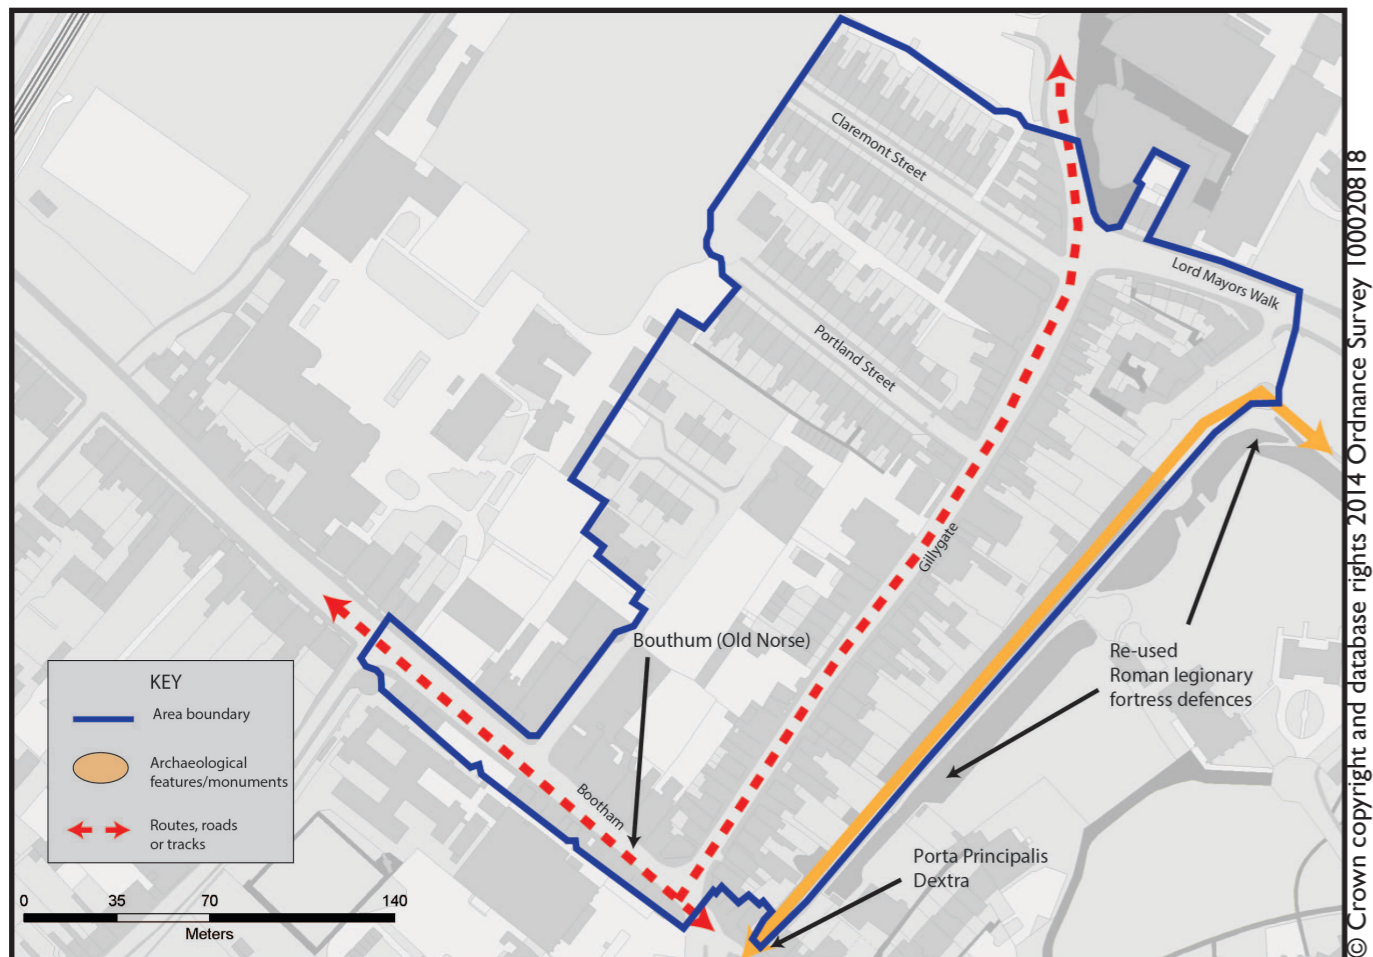 Claremont Street
Lord Mayors Walk
Portland Street
Gillygate
Bouthum (Old Norse)
Re-used
Roman legionary
fortress defences
Bootham
Porta Principalis
Dextra
KEY
Area boundary
Archaeological
features/monuments
Routes, roads
or tracks
0 35 70 140
Meters
© Crown copyright and database rights 2014 Ordnance Survey 100020818